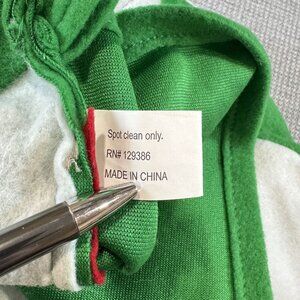 Spot clean only.
RN# 129386
MADE IN CHINA